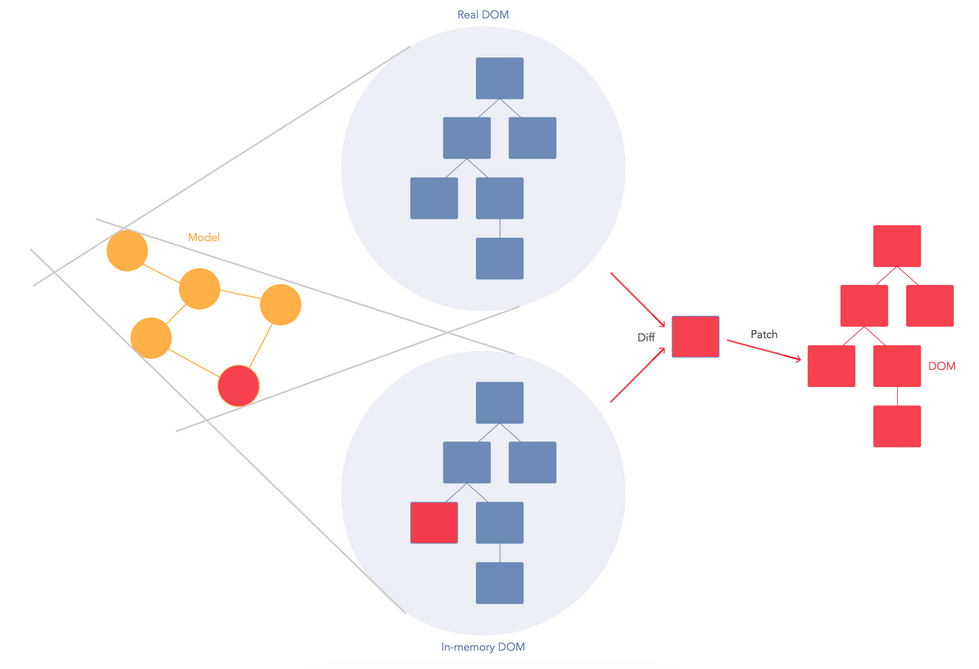 Real DOM
Model
Diff
Patch
DOM
In-memory DOM